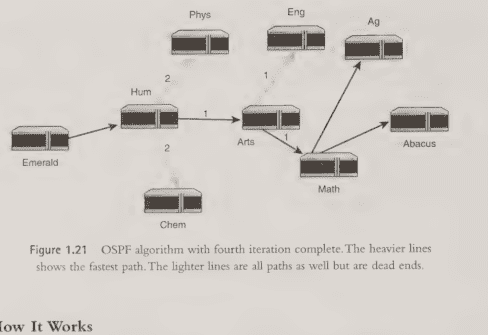 Phys
Eng
Ag
2
1
Hum
1
Arts
1
Abacus
Emerald
2
Math
Chem
Figure 1.21 OSPF algorithm with fourth iteration complete. The heavier lines
shows the fastest path. The lighter lines are all paths as well but are dead ends.
How It Works